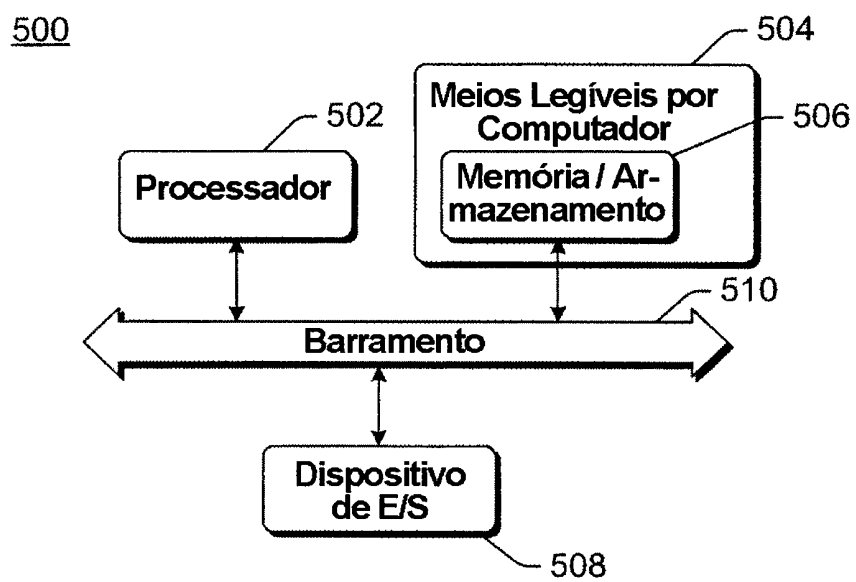 500
504
Meios Legíveis por
Computador
506
502
Processador
Memória / Ar-
mazenamento
510
Barramento
Dispositivo
de E/S
508